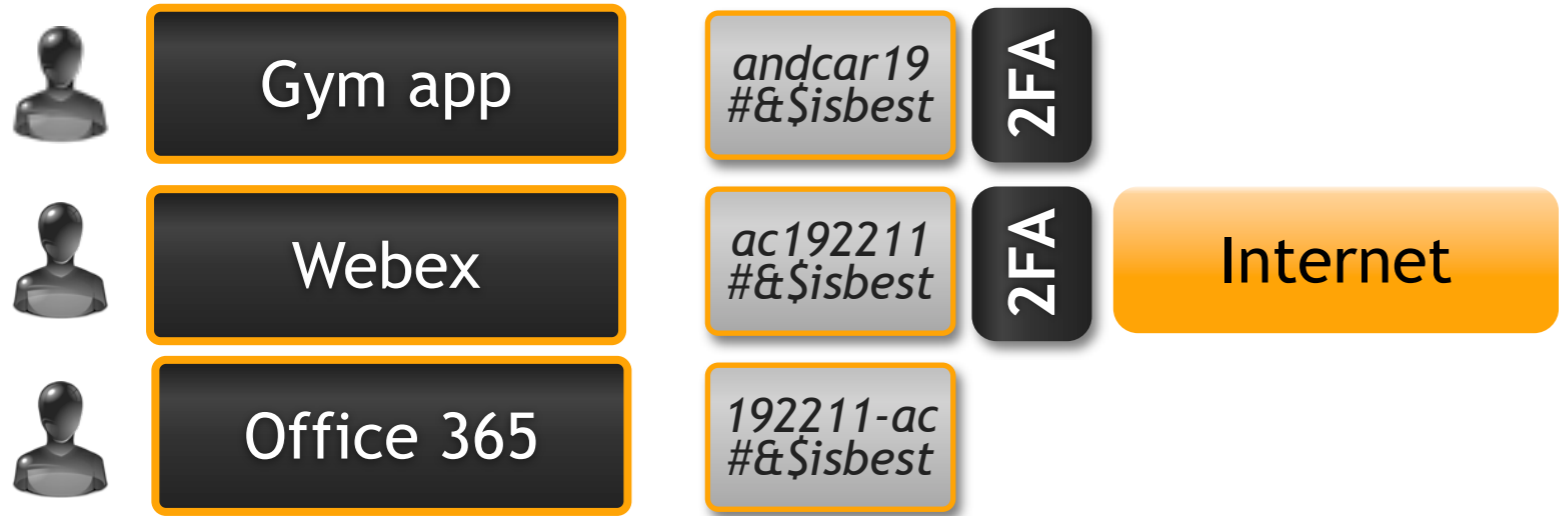 Gym app
andcar19
#&$isbest
2FA
Webex
ac192211
#&$isbest
2FA
Internet
Office 365
192211-ac
#&$isbest